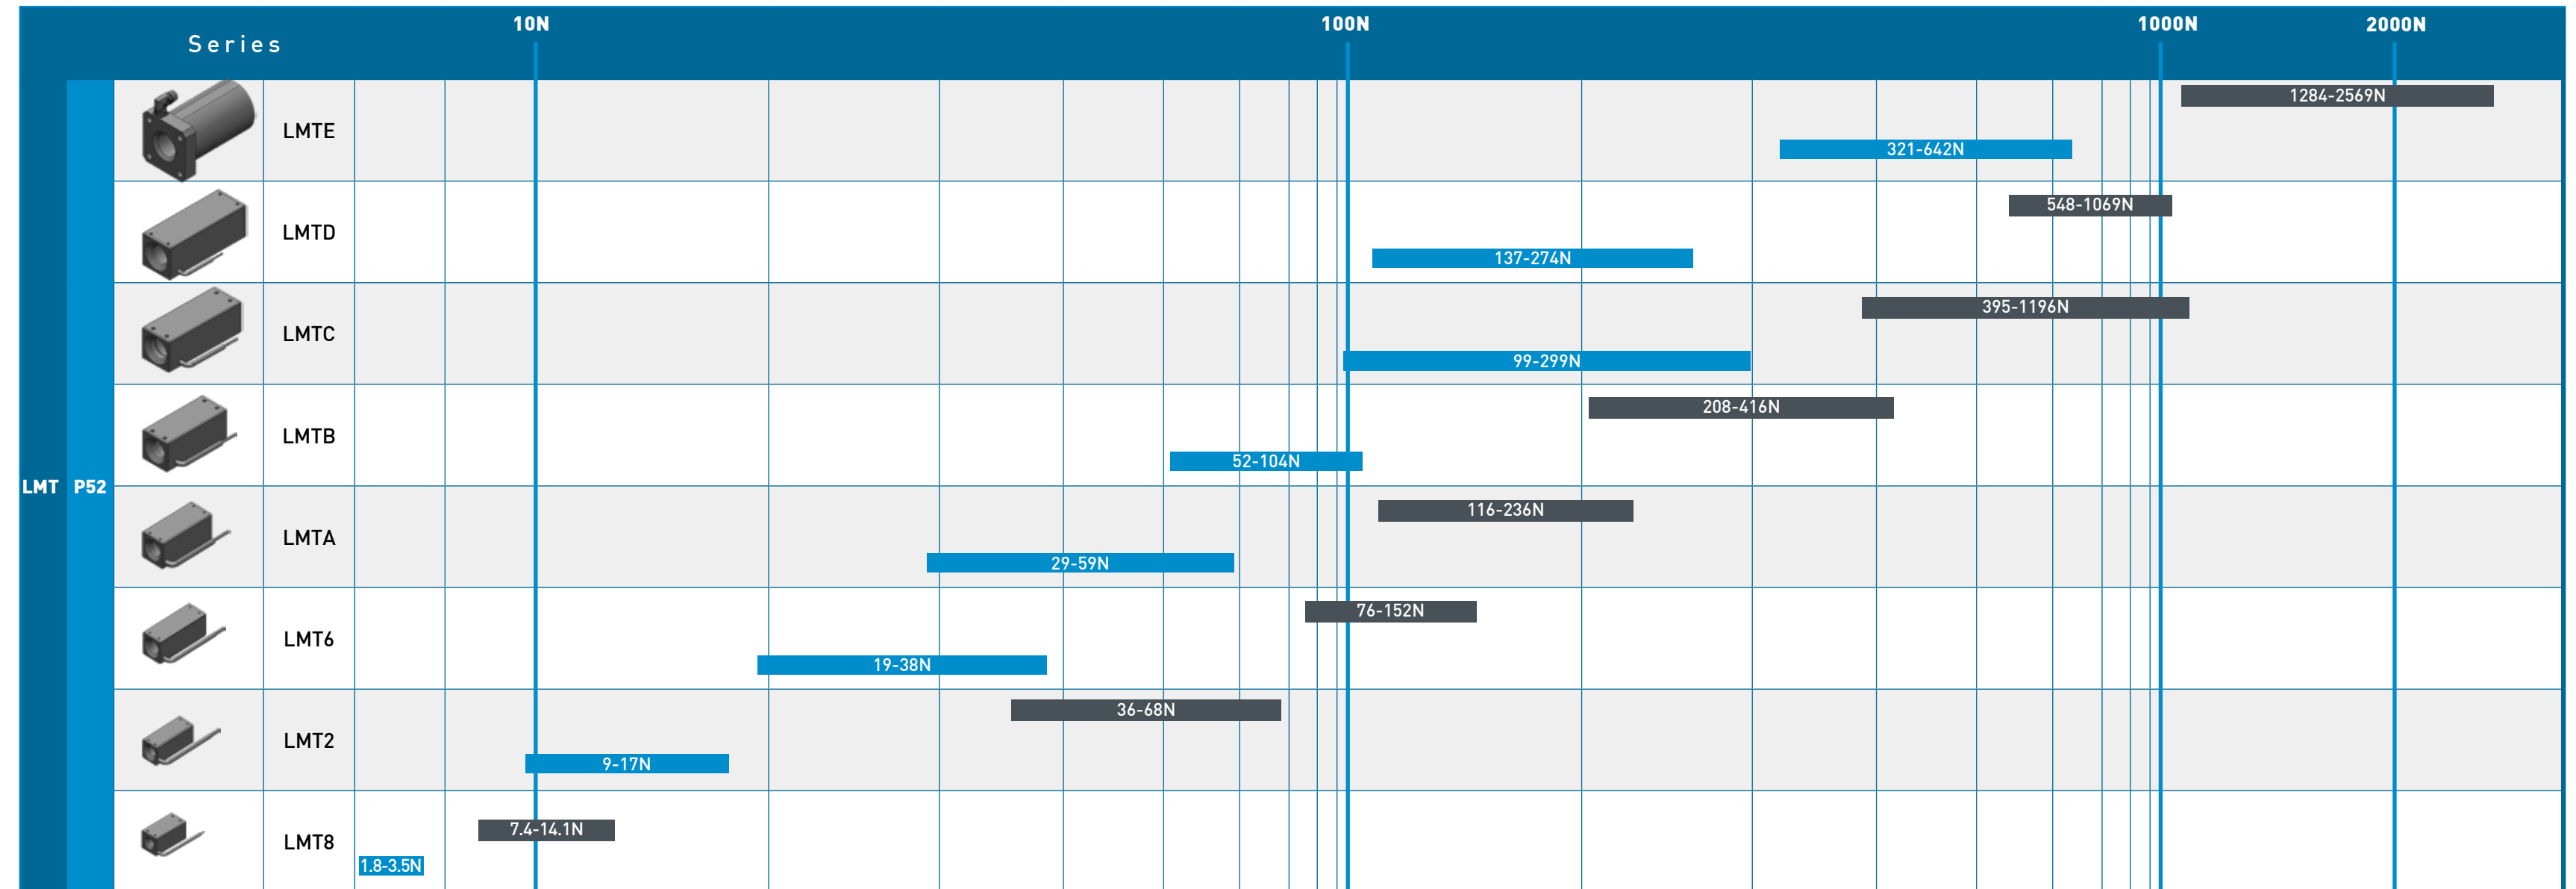 10N 100N 1000N 2000N
Series
1284-2569N
LMTE
321-642N
548-1069N
LMTD
137-274N
395-1196N
LMTC
99-299N
208-416N
LMTB
52-104N
LMT P52
116-236N
LMTA
29-59N
76-152N
LMT6
19-38N
36-68N
LMT2
9-17N
7.4-14.1N
LMT8
1.8-3.5N